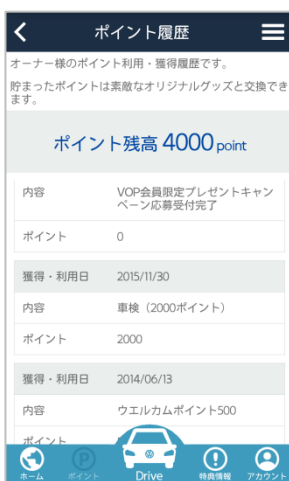 ポイント履歴
オーナー様のポイント利用・獲得履歴です。
貯まったポイントは素敵なオリジナルグッズと交換でき
ます。
ポイント残高 4000 point
内容 VOP会員限定プレゼントキャン
ペーン応募受付完了
ポイント 0
獲得・利用日 2015/11/30
内容 車検（2000ポイント）
ポイント 2000
獲得・利用日 2014/06/13
内容 ウエルカムポイント500
ポイント
ホーム ポイント Drive 特典情報 アカウント